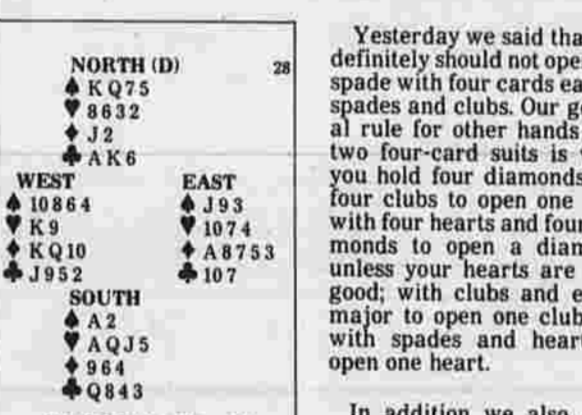 NORTH (D) 28
♠ K Q 7 5
♥ 8 6 3 2
♦ J 2
♣ A K 6
WEST EAST
♠ 10 8 6 4 ♠ J 9 3
♥ K 9 ♥ 10 7 4
♦ K Q 10 ♦ A 8 7 5 3
♣ J 9 5 2 ♣ 10 7
SOUTH
♠ A 2
♥ A Q J 5
♦ 9 6 4
♣ Q 8 4 3
Yesterday we said tha
definitely should not ope
spade with four cards ea
spades and clubs. Our g
al rule for other hands
two four-card suits is
you hold four diamonds
four clubs to open one
with four hearts and four
monds to open a diam
unless your hearts are
good; with clubs and e
major to open one club
with spades and heart
open one heart.
In addition we also